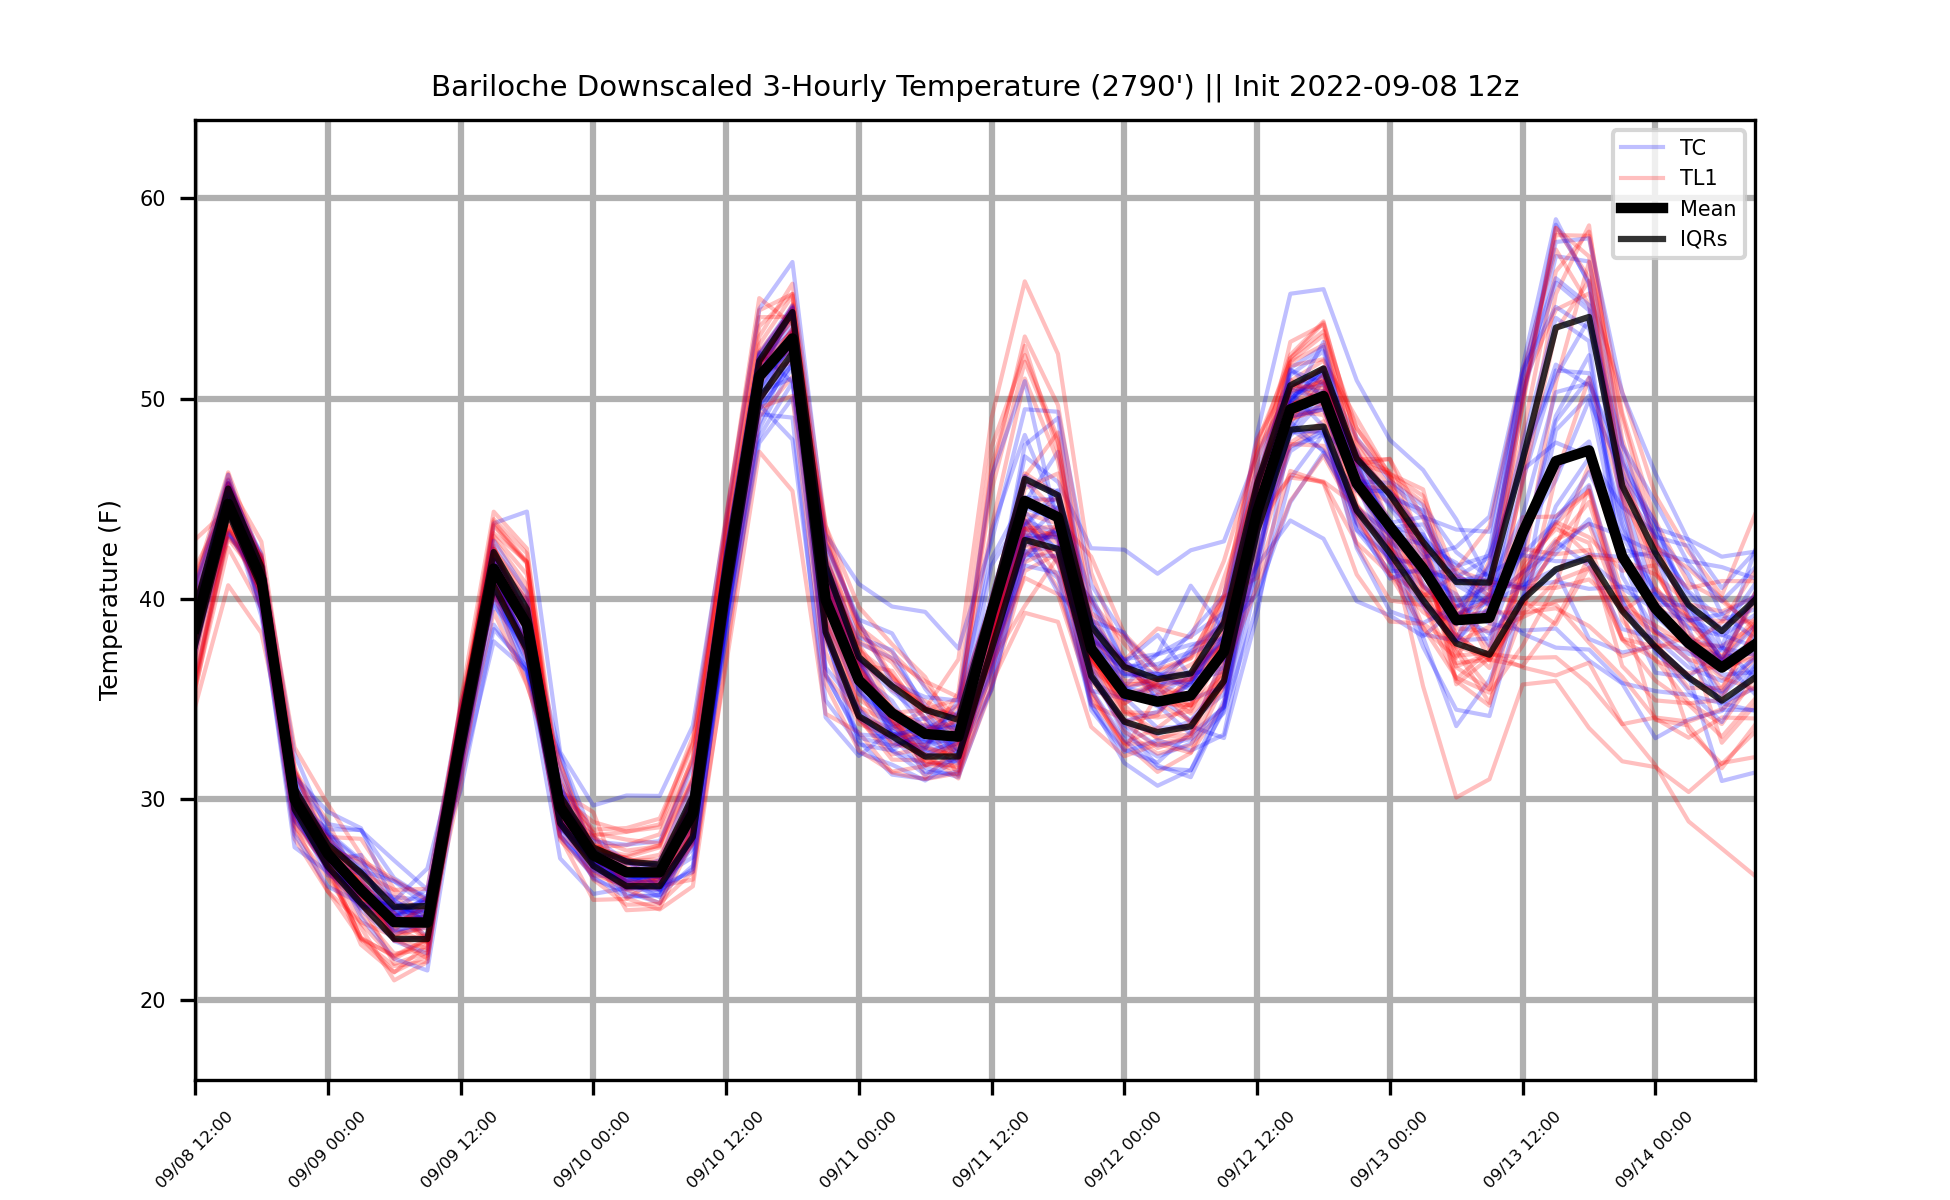 Bariloche Downscaled 3-Hourly Temperature (2790') || Init 2022-09-08 12z
TC
TL1
Mean
IQRs
Temperature (F)
60
50
40
30
20
09/08 12:00
09/09 00:00
09/09 12:00
09/10 00:00
09/10 12:00
09/11 00:00
09/11 12:00
09/12 00:00
09/12 12:00
09/13 00:00
09/13 12:00
09/14 00:00